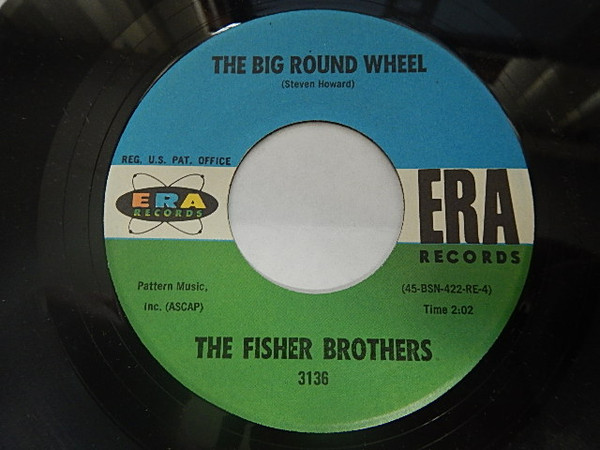 THE BIG ROUND WHEEL
(Steven Howard)
REG. U.S. PAT. OFFICE
ERA
RECORDS
ERA
RECORDS
Pattern Music,
Inc. (ASCAP)
(45-BSN-422-RE-4)
Time 2:02
THE FISHER BROTHERS
3136